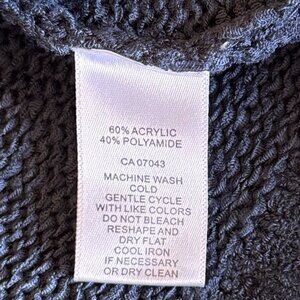 60% ACRYLIC
40% POLYAMIDE
CA 07043
MACHINE WASH
COLD
GENTLE CYCLE
WITH LIKE COLORS
DO NOT BLEACH
RESHAPE AND
DRY FLAT
COOL IRON
IF NECESSARY
OR DRY CLEAN